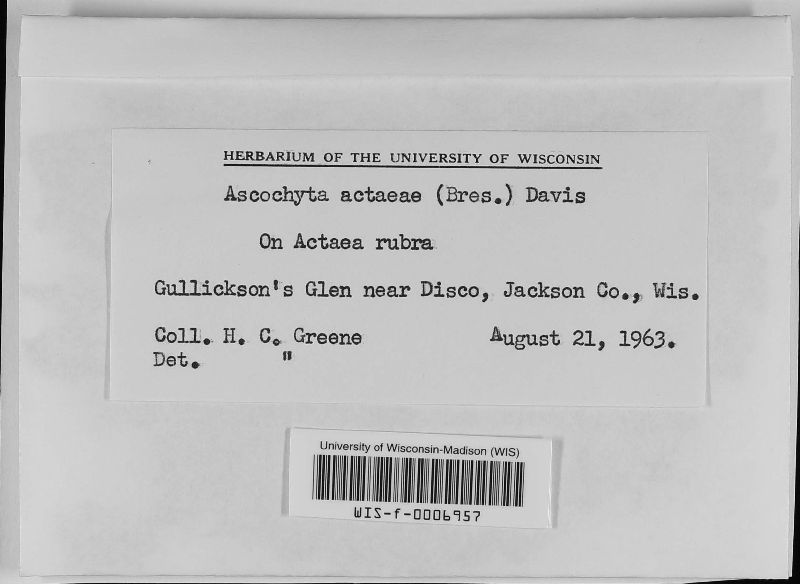 HERBARIUM OF THE UNIVERSITY OF WISCONSIN
Ascochyta actaeae (Bres.) Davis
On Actaea rubra
Gullickson's Glen near Disco, Jackson Co., Wis.
Coll. H. C. Greene August 21, 1963.
Det. "
University of Wisconsin-Madison (WIS)
WIS-f-0006957